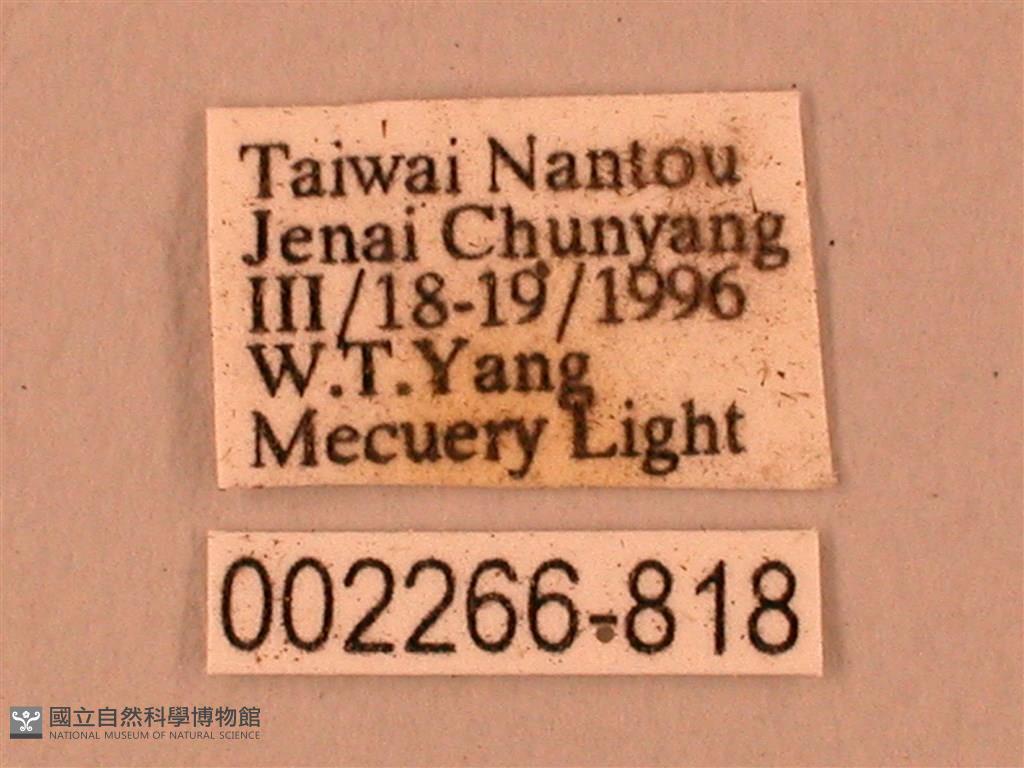 Taiwai Nantou
Jenai Chunyang
III/18-19/1996
W.T.Yang
Mecuery Light
002266-818
國立自然科學博物館
NATIONAL MUSEUM OF NATURAL SCIENCE